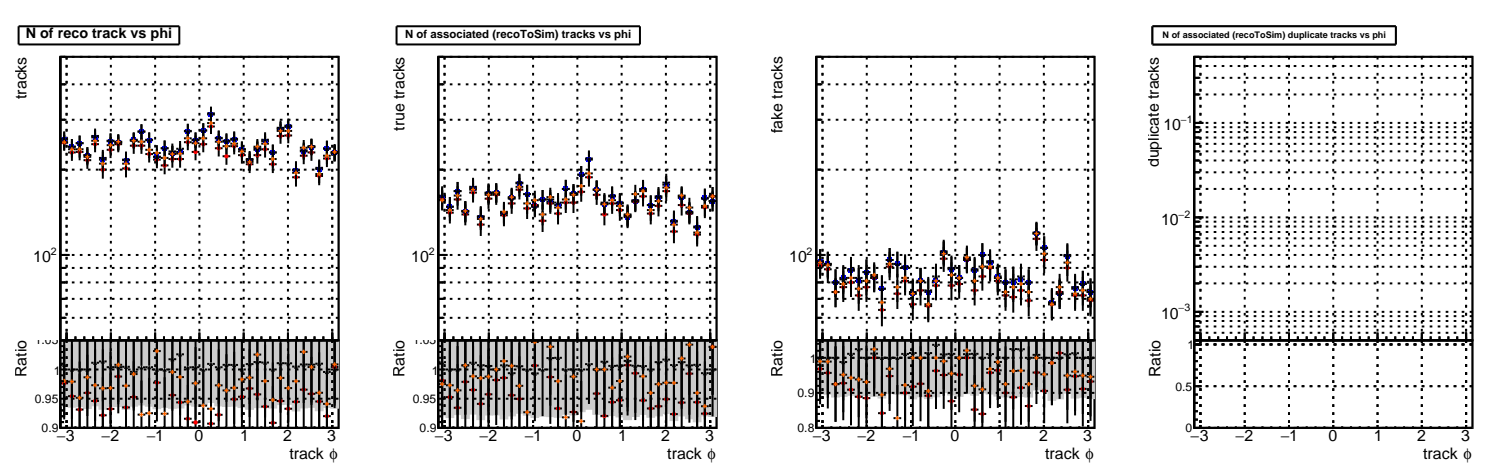 N of reco track vs phi
tracks
10²
Ratio
1.05
1
0.95
0.9
−3 −2 −1 0 1 2 3
track ϕ
N of associated (recoToSim) tracks vs phi
true tracks
10²
Ratio
1.05
1
0.95
0.9
−3 −2 −1 0 1 2 3
track ϕ
fake tracks
10²
Ratio
1
0.9
0.8
−3 −2 −1 0 1 2 3
track ϕ
N of associated (recoToSim) duplicate tracks vs phi
duplicate tracks
10⁻¹
10⁻²
10⁻³
Ratio
1
0.5
0
−3 −2 −1 0 1 2 3
track ϕ